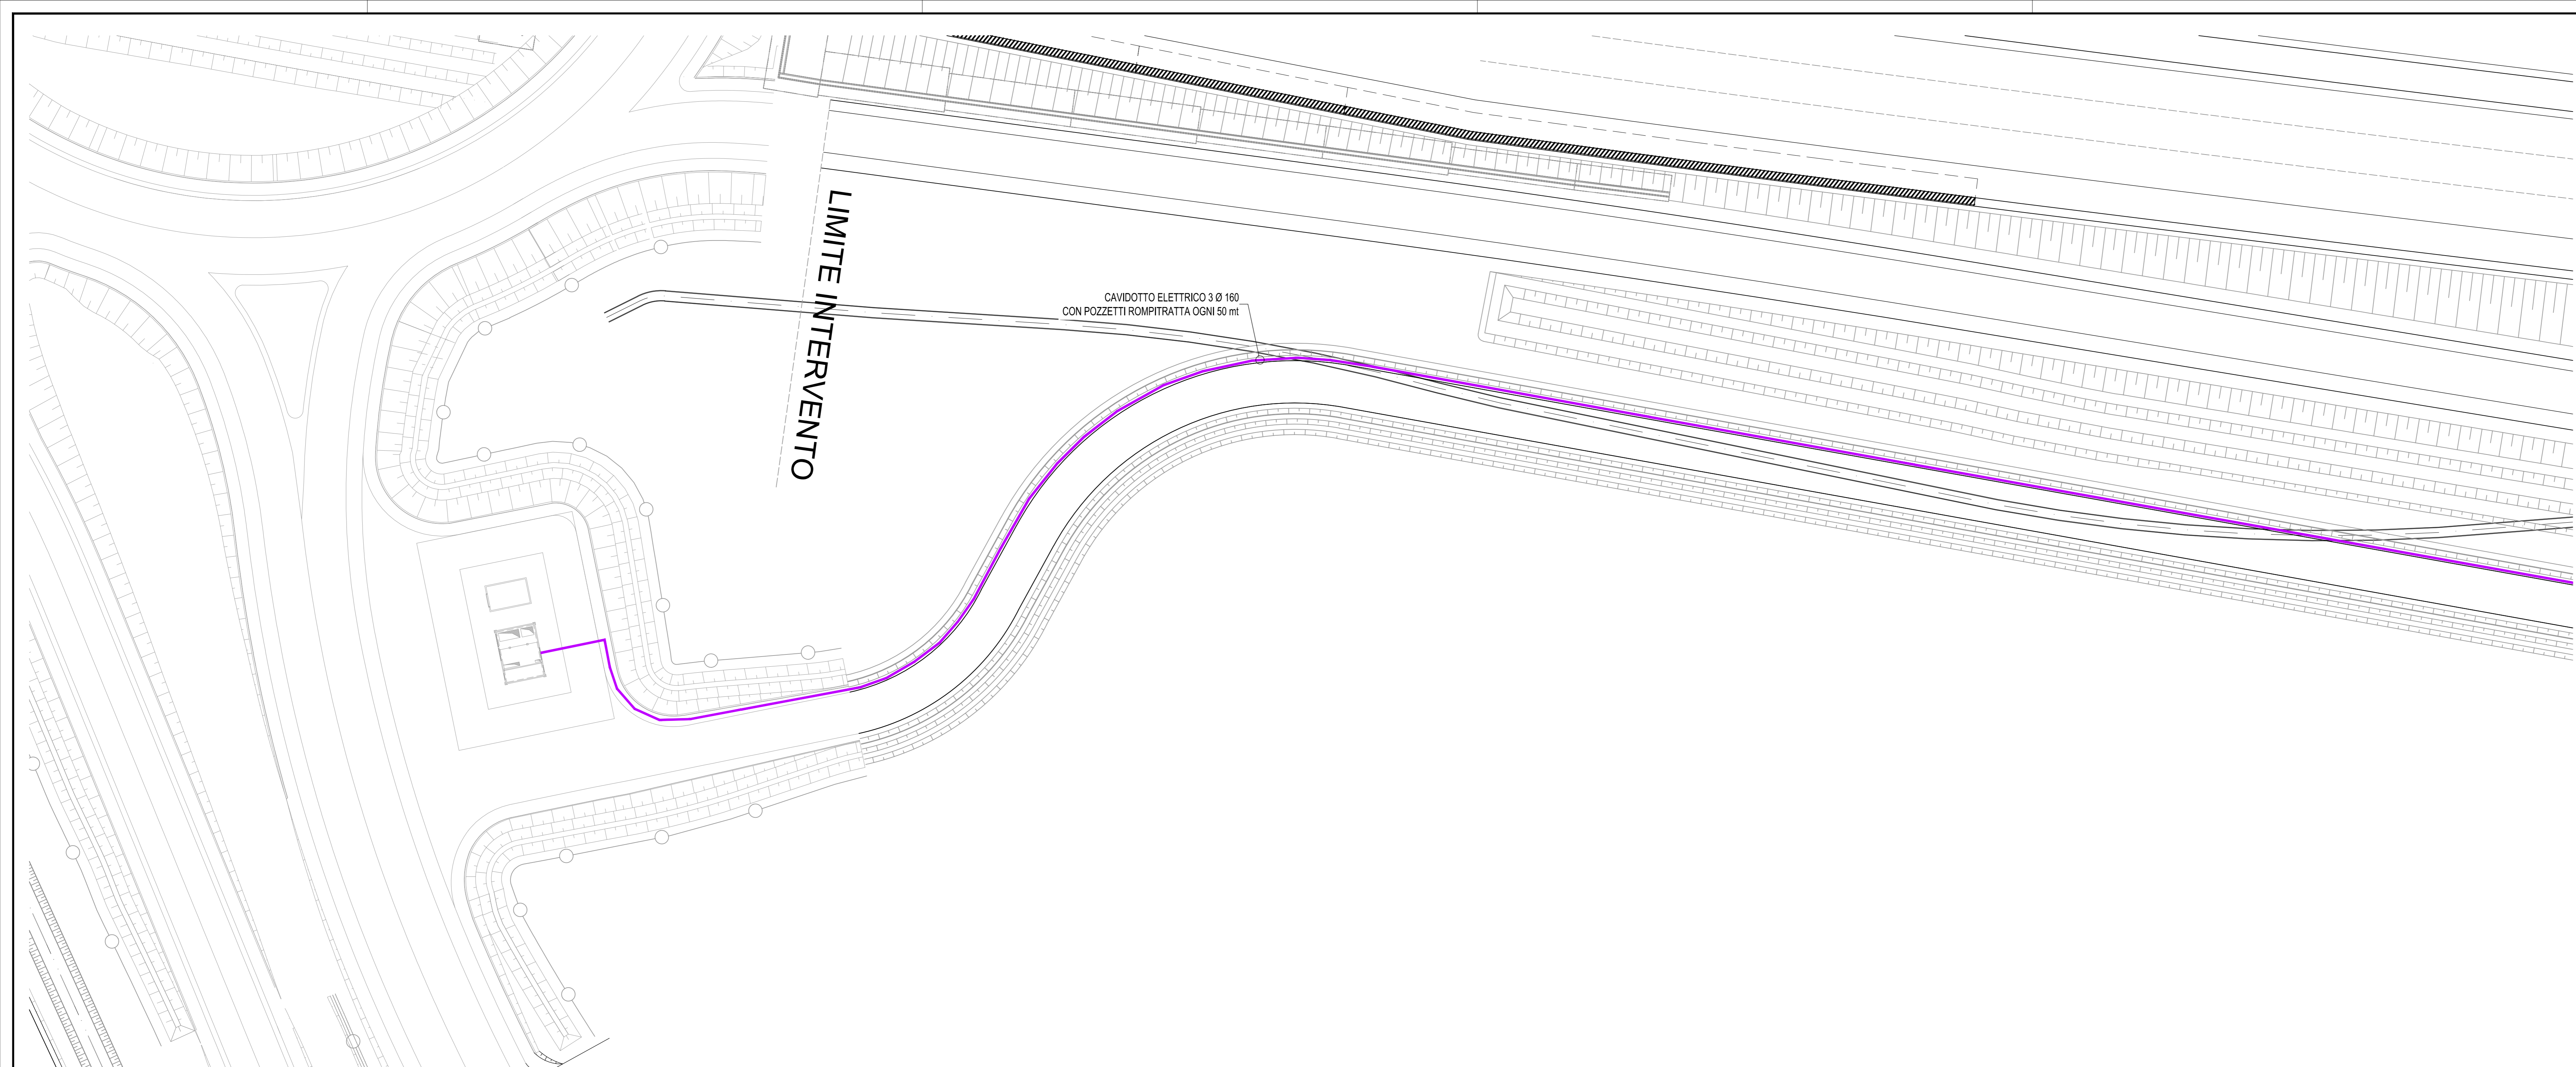 LIMITE INTERVENTO
CAVIDOTTO ELETTRICO 3 Ø 160
CON POZZETTI ROMPITRATTA OGNI 50 mt